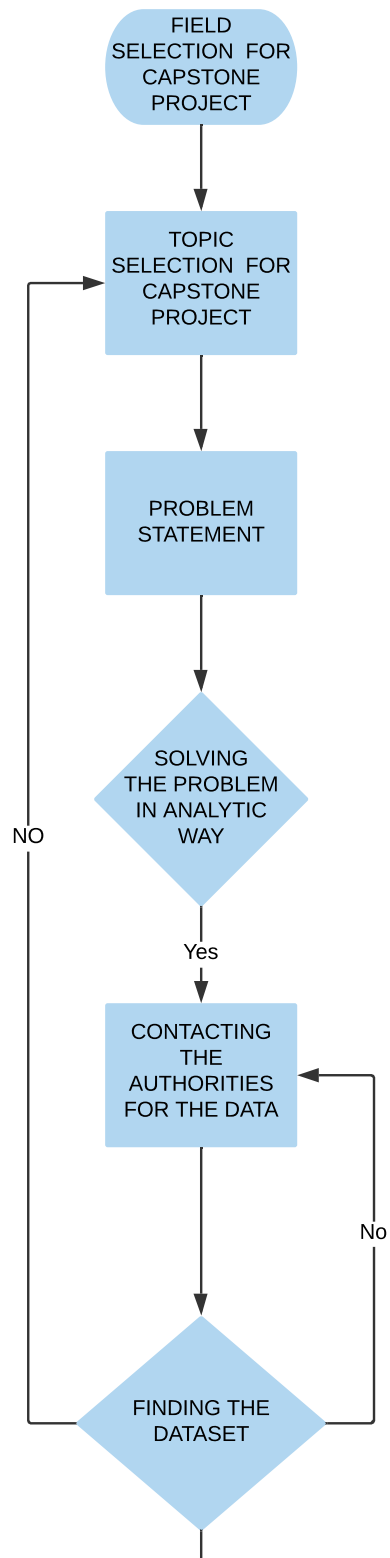 FIELD
SELECTION FOR
CAPSTONE
PROJECT
TOPIC
SELECTION FOR
CAPSTONE
PROJECT
PROBLEM
STATEMENT
SOLVING
THE PROBLEM
IN ANALYTIC
WAY
NO
Yes
CONTACTING
THE
AUTHORITIES
FOR THE DATA
No
FINDING THE
DATASET